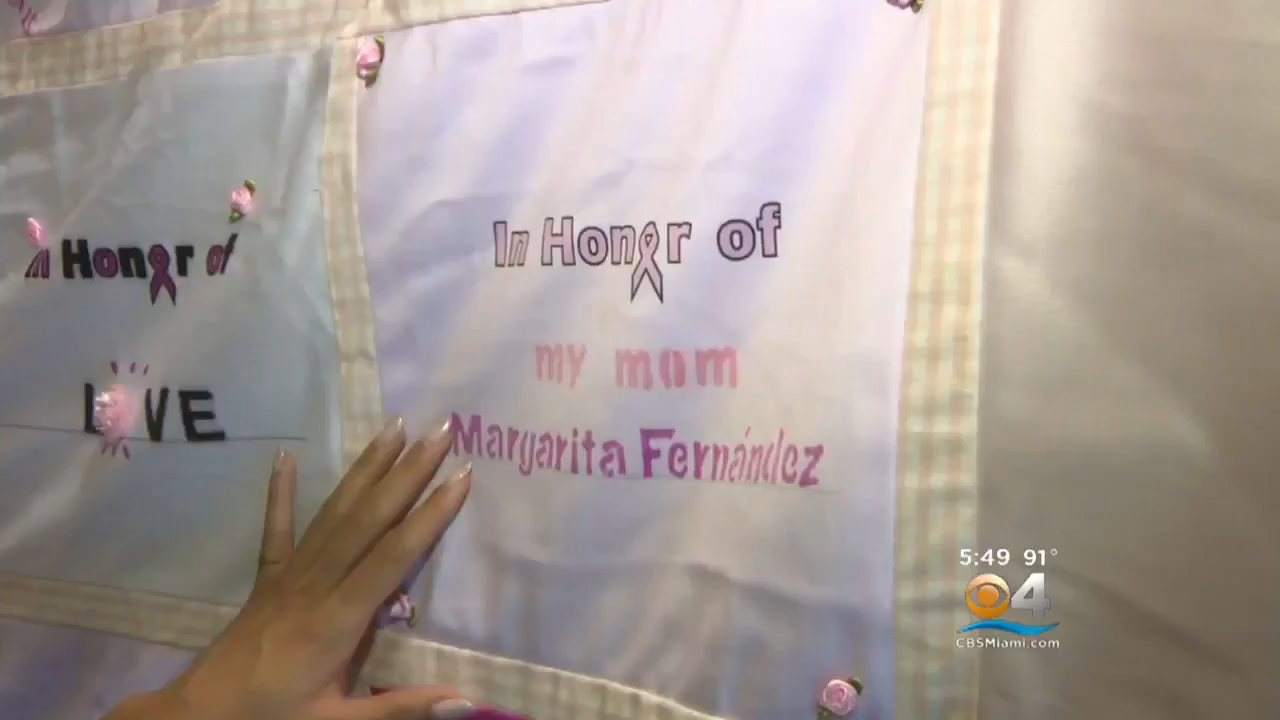 In Honor of
LOVE
In Honor of
my mom
Margarita Fernández
5:49 91°
4
CBSMiami.com